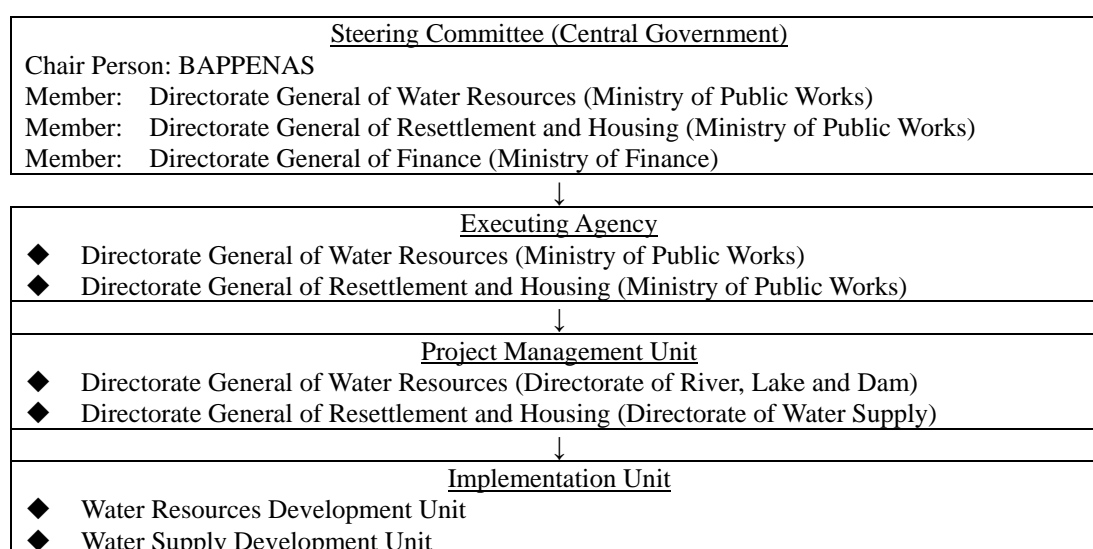 Steering Committee (Central Government)
Chair Person: BAPPENAS
Member: Directorate General of Water Resources (Ministry of Public Works)
Member: Directorate General of Resettlement and Housing (Ministry of Public Works)
Member: Directorate General of Finance (Ministry of Finance)
↓
Executing Agency
◆ Directorate General of Water Resources (Ministry of Public Works)
◆ Directorate General of Resettlement and Housing (Ministry of Public Works)
↓
Project Management Unit
◆ Directorate General of Water Resources (Directorate of River, Lake and Dam)
◆ Directorate General of Resettlement and Housing (Directorate of Water Supply)
↓
Implementation Unit
◆ Water Resources Development Unit
◆ Water Supply Development Unit